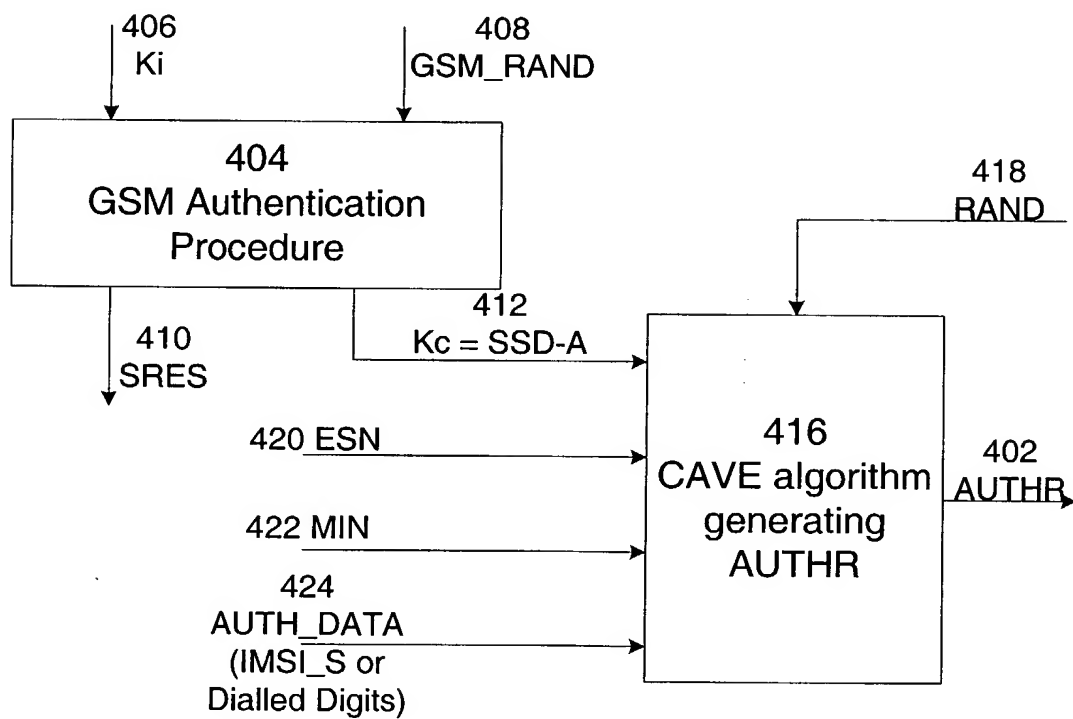 406
Ki
408
GSM_RAND
404
GSM Authentication
Procedure
418
RAND
410
SRES
412
Kc = SSD-A
420 ESN
422 MIN
424
AUTH_DATA
(IMSI_S or
Dialled Digits)
416
CAVE algorithm
generating
AUTHR
402
AUTHR